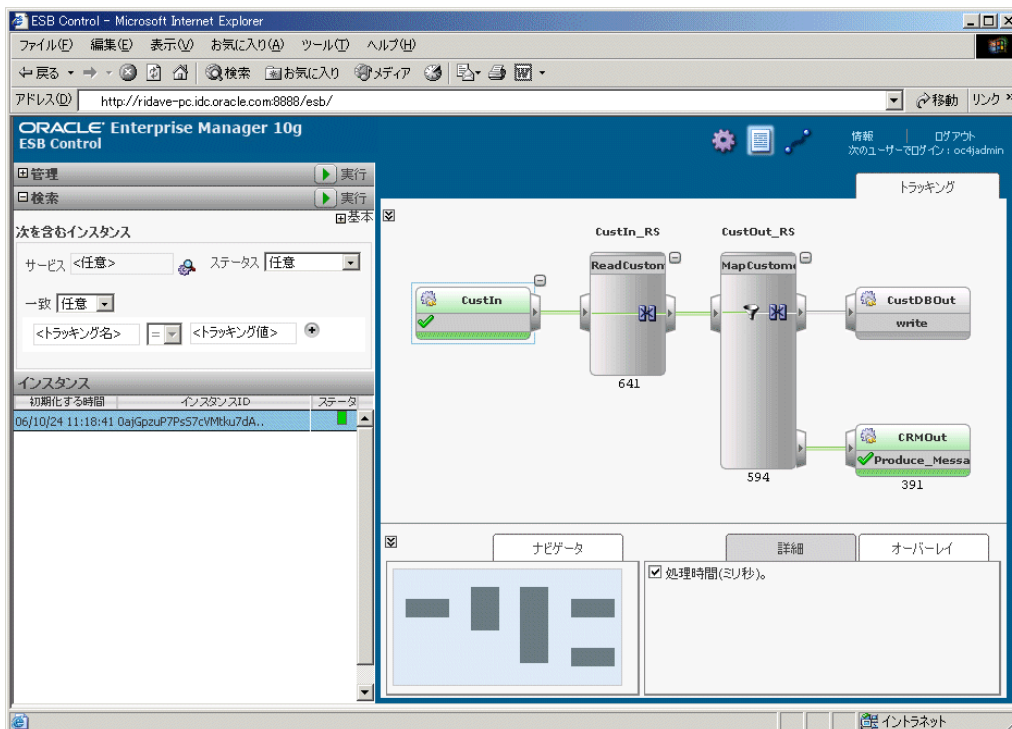 ESB Control - Microsoft Internet Explorer
ファイル(F) 編集(E) 表示(V) お気に入り(A) ツール(T) ヘルプ(H)
戻る 検索 お気に入り メディア
アドレス(D) http://ridave-pc.idc.oracle.com:8888/esb/ 移動 リンク »
ORACLE Enterprise Manager 10g
ESB Control
情報 | ログアウト
次のユーザーでログイン : oc4jadmin
管理 実行
検索 実行
トラッキング
基本
次を含むインスタンス
サービス <任意> ステータス 任意
一致 任意
<トラッキング名> = <トラッキング値>
インスタンス
初期化する時間 インスタンスID ステータ
06/10/24 11:18:41 0ajGpzuP7PsS7cVMtku7dA..
CustIn_RS CustOut_RS
ReadCustom MapCustome
CustIn
CustDBOut
write
641
CRMOut
Produce_Messa
594
391
ナビゲータ 詳細 オーバーレイ
処理時間(ミリ秒)。
イントラネット